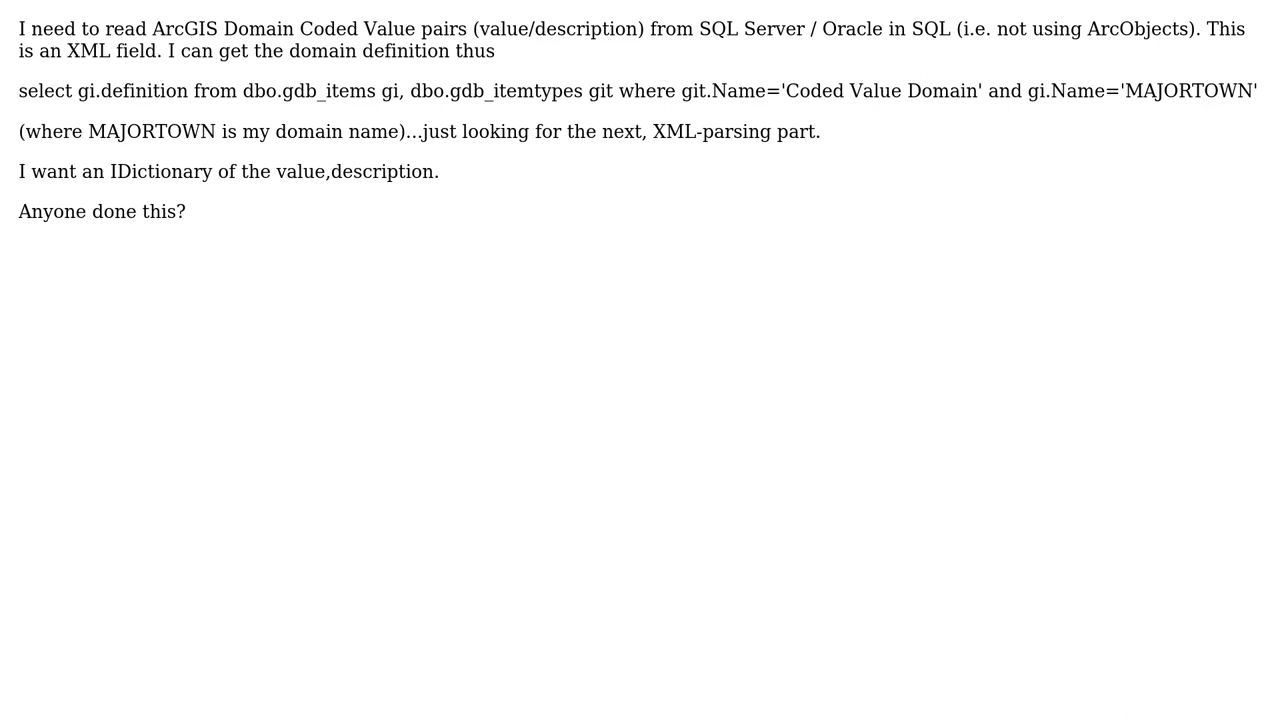 I need to read ArcGIS Domain Coded Value pairs (value/description) from SQL Server / Oracle in SQL (i.e. not using ArcObjects). This
is an XML field. I can get the domain definition thus
select gi.definition from dbo.gdb_items gi, dbo.gdb_itemtypes git where git.Name='Coded Value Domain' and gi.Name='MAJORTOWN'
(where MAJORTOWN is my domain name)...just looking for the next, XML-parsing part.
I want an IDictionary of the value,description.
Anyone done this?